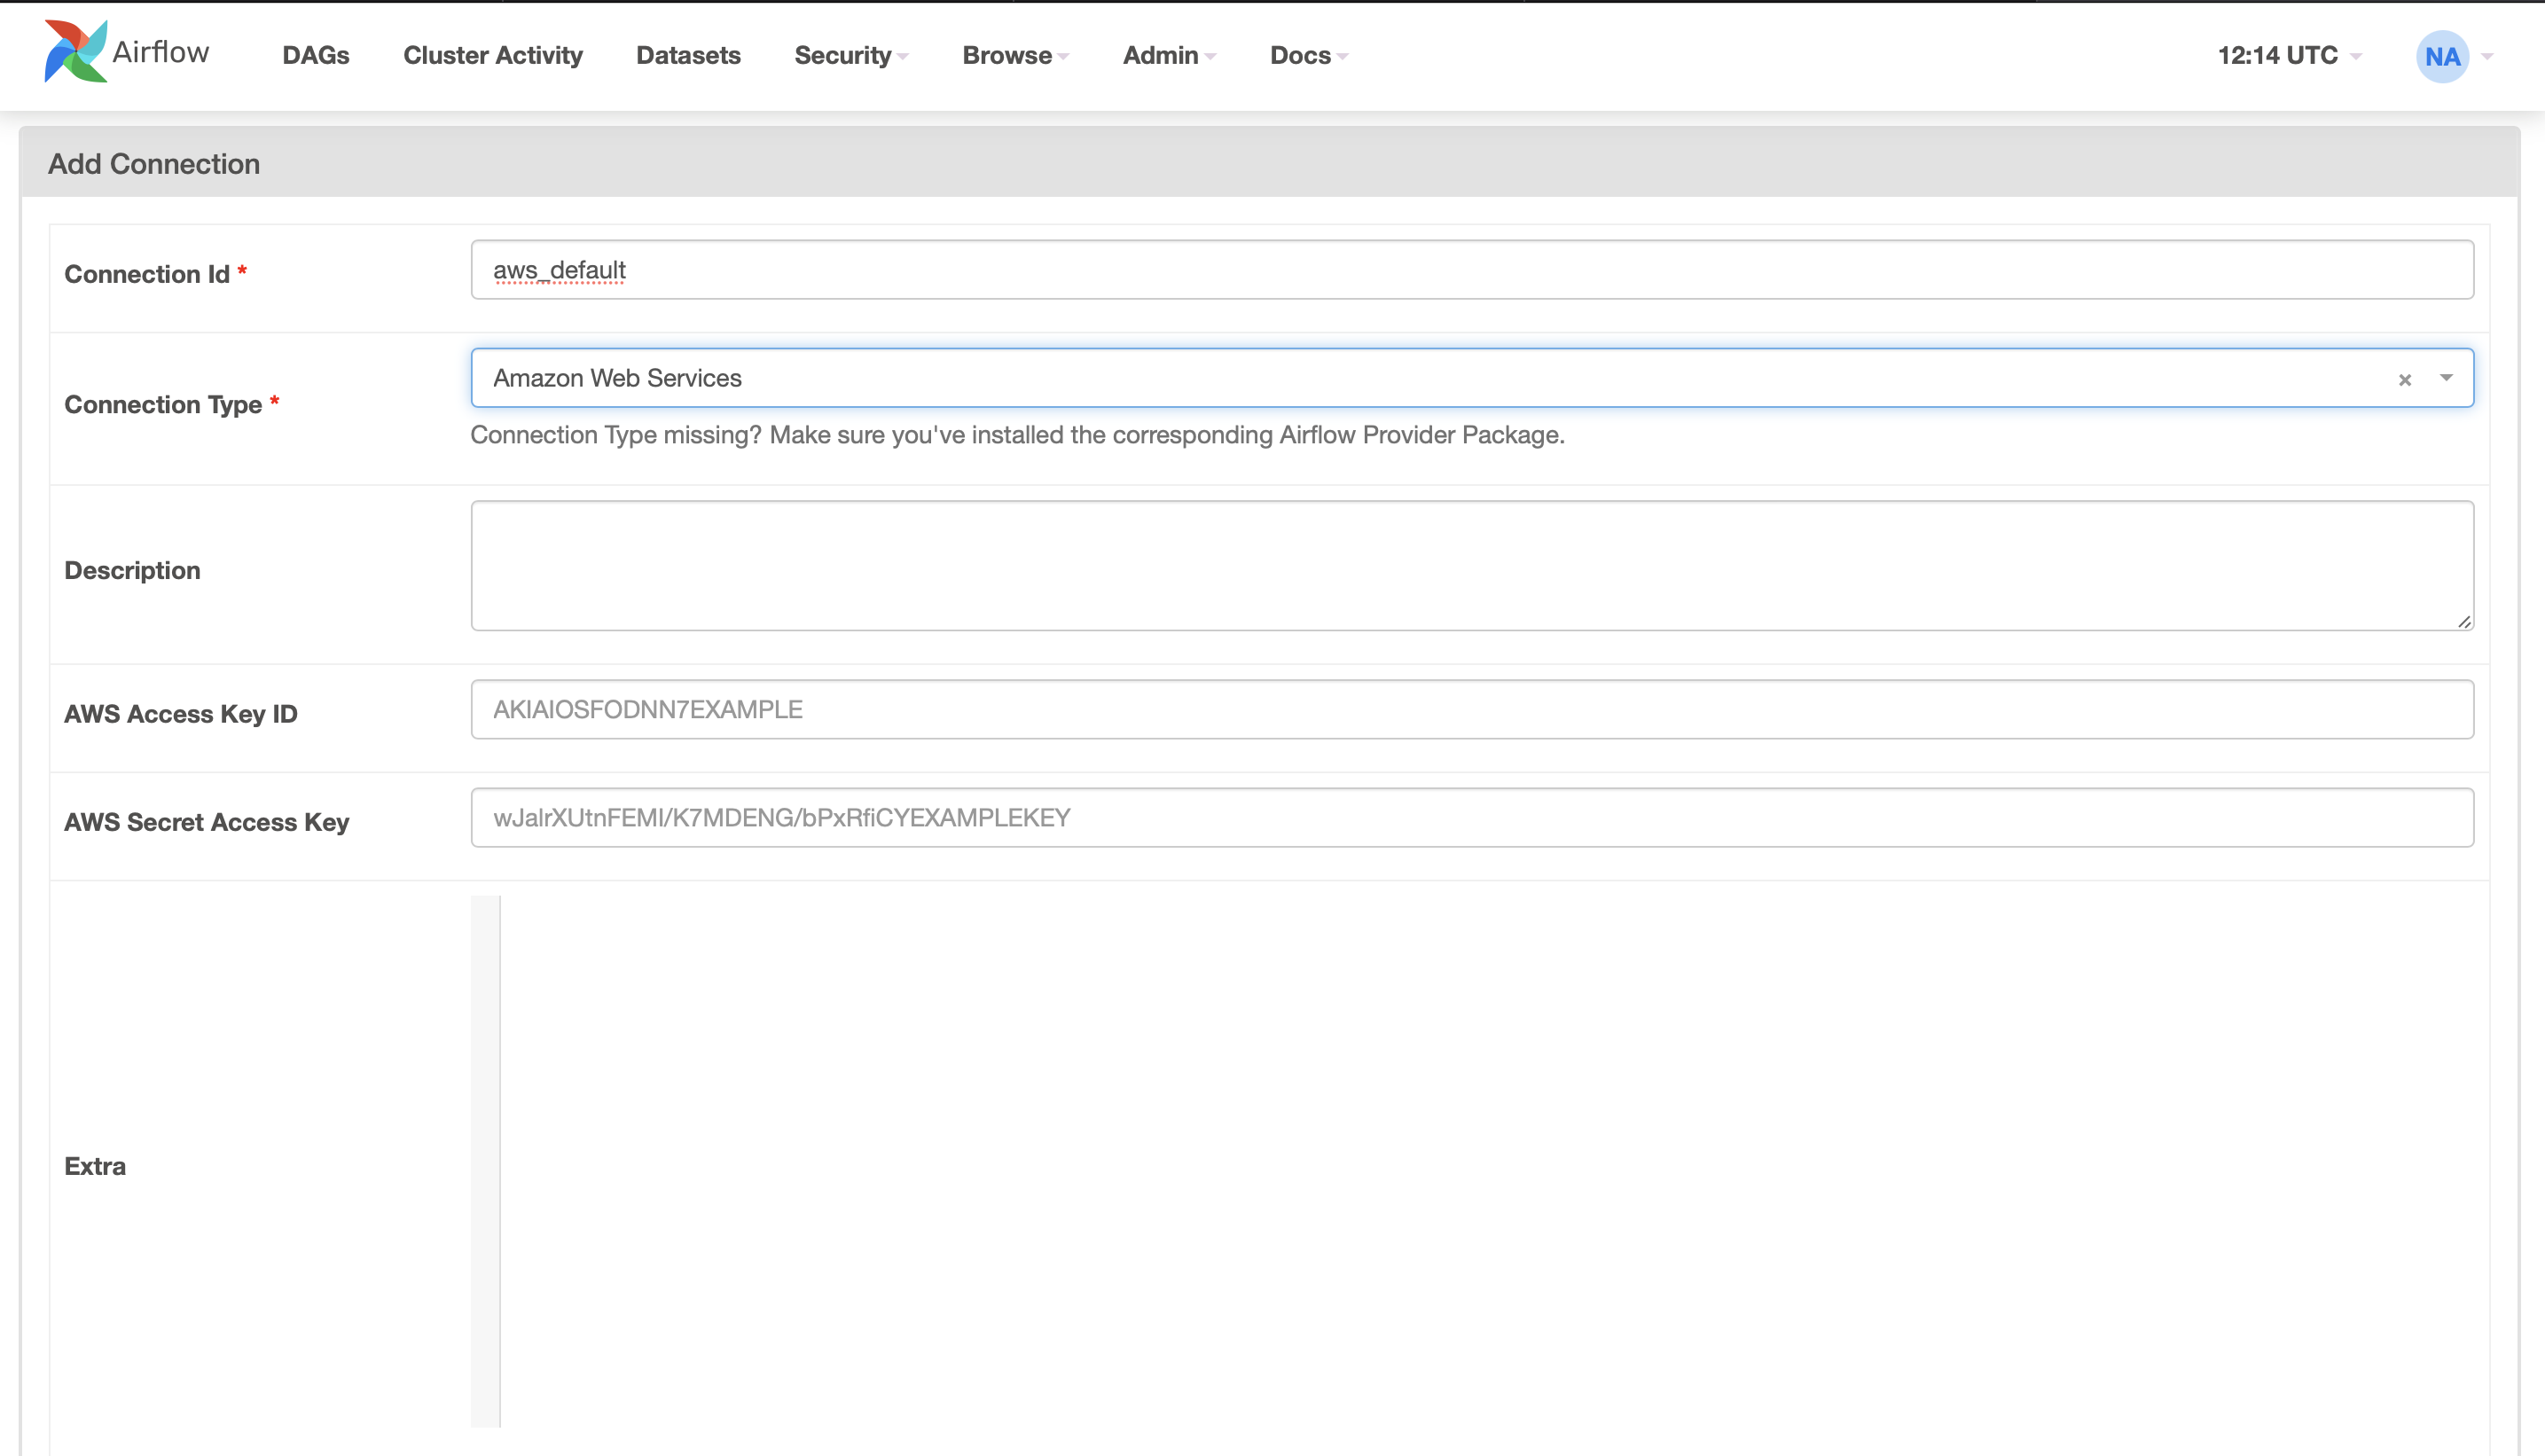 Airflow DAGs Cluster Activity Datasets Security Browse Admin Docs 12:14 UTC NA
Add Connection
Connection Id * aws_default
Connection Type * Amazon Web Services
Connection Type missing? Make sure you've installed the corresponding Airflow Provider Package.
Description
AWS Access Key ID AKIAIOSFODNN7EXAMPLE
AWS Secret Access Key wJalrXUtnFEMI/K7MDENG/bPxRfiCYEXAMPLEKEY
Extra